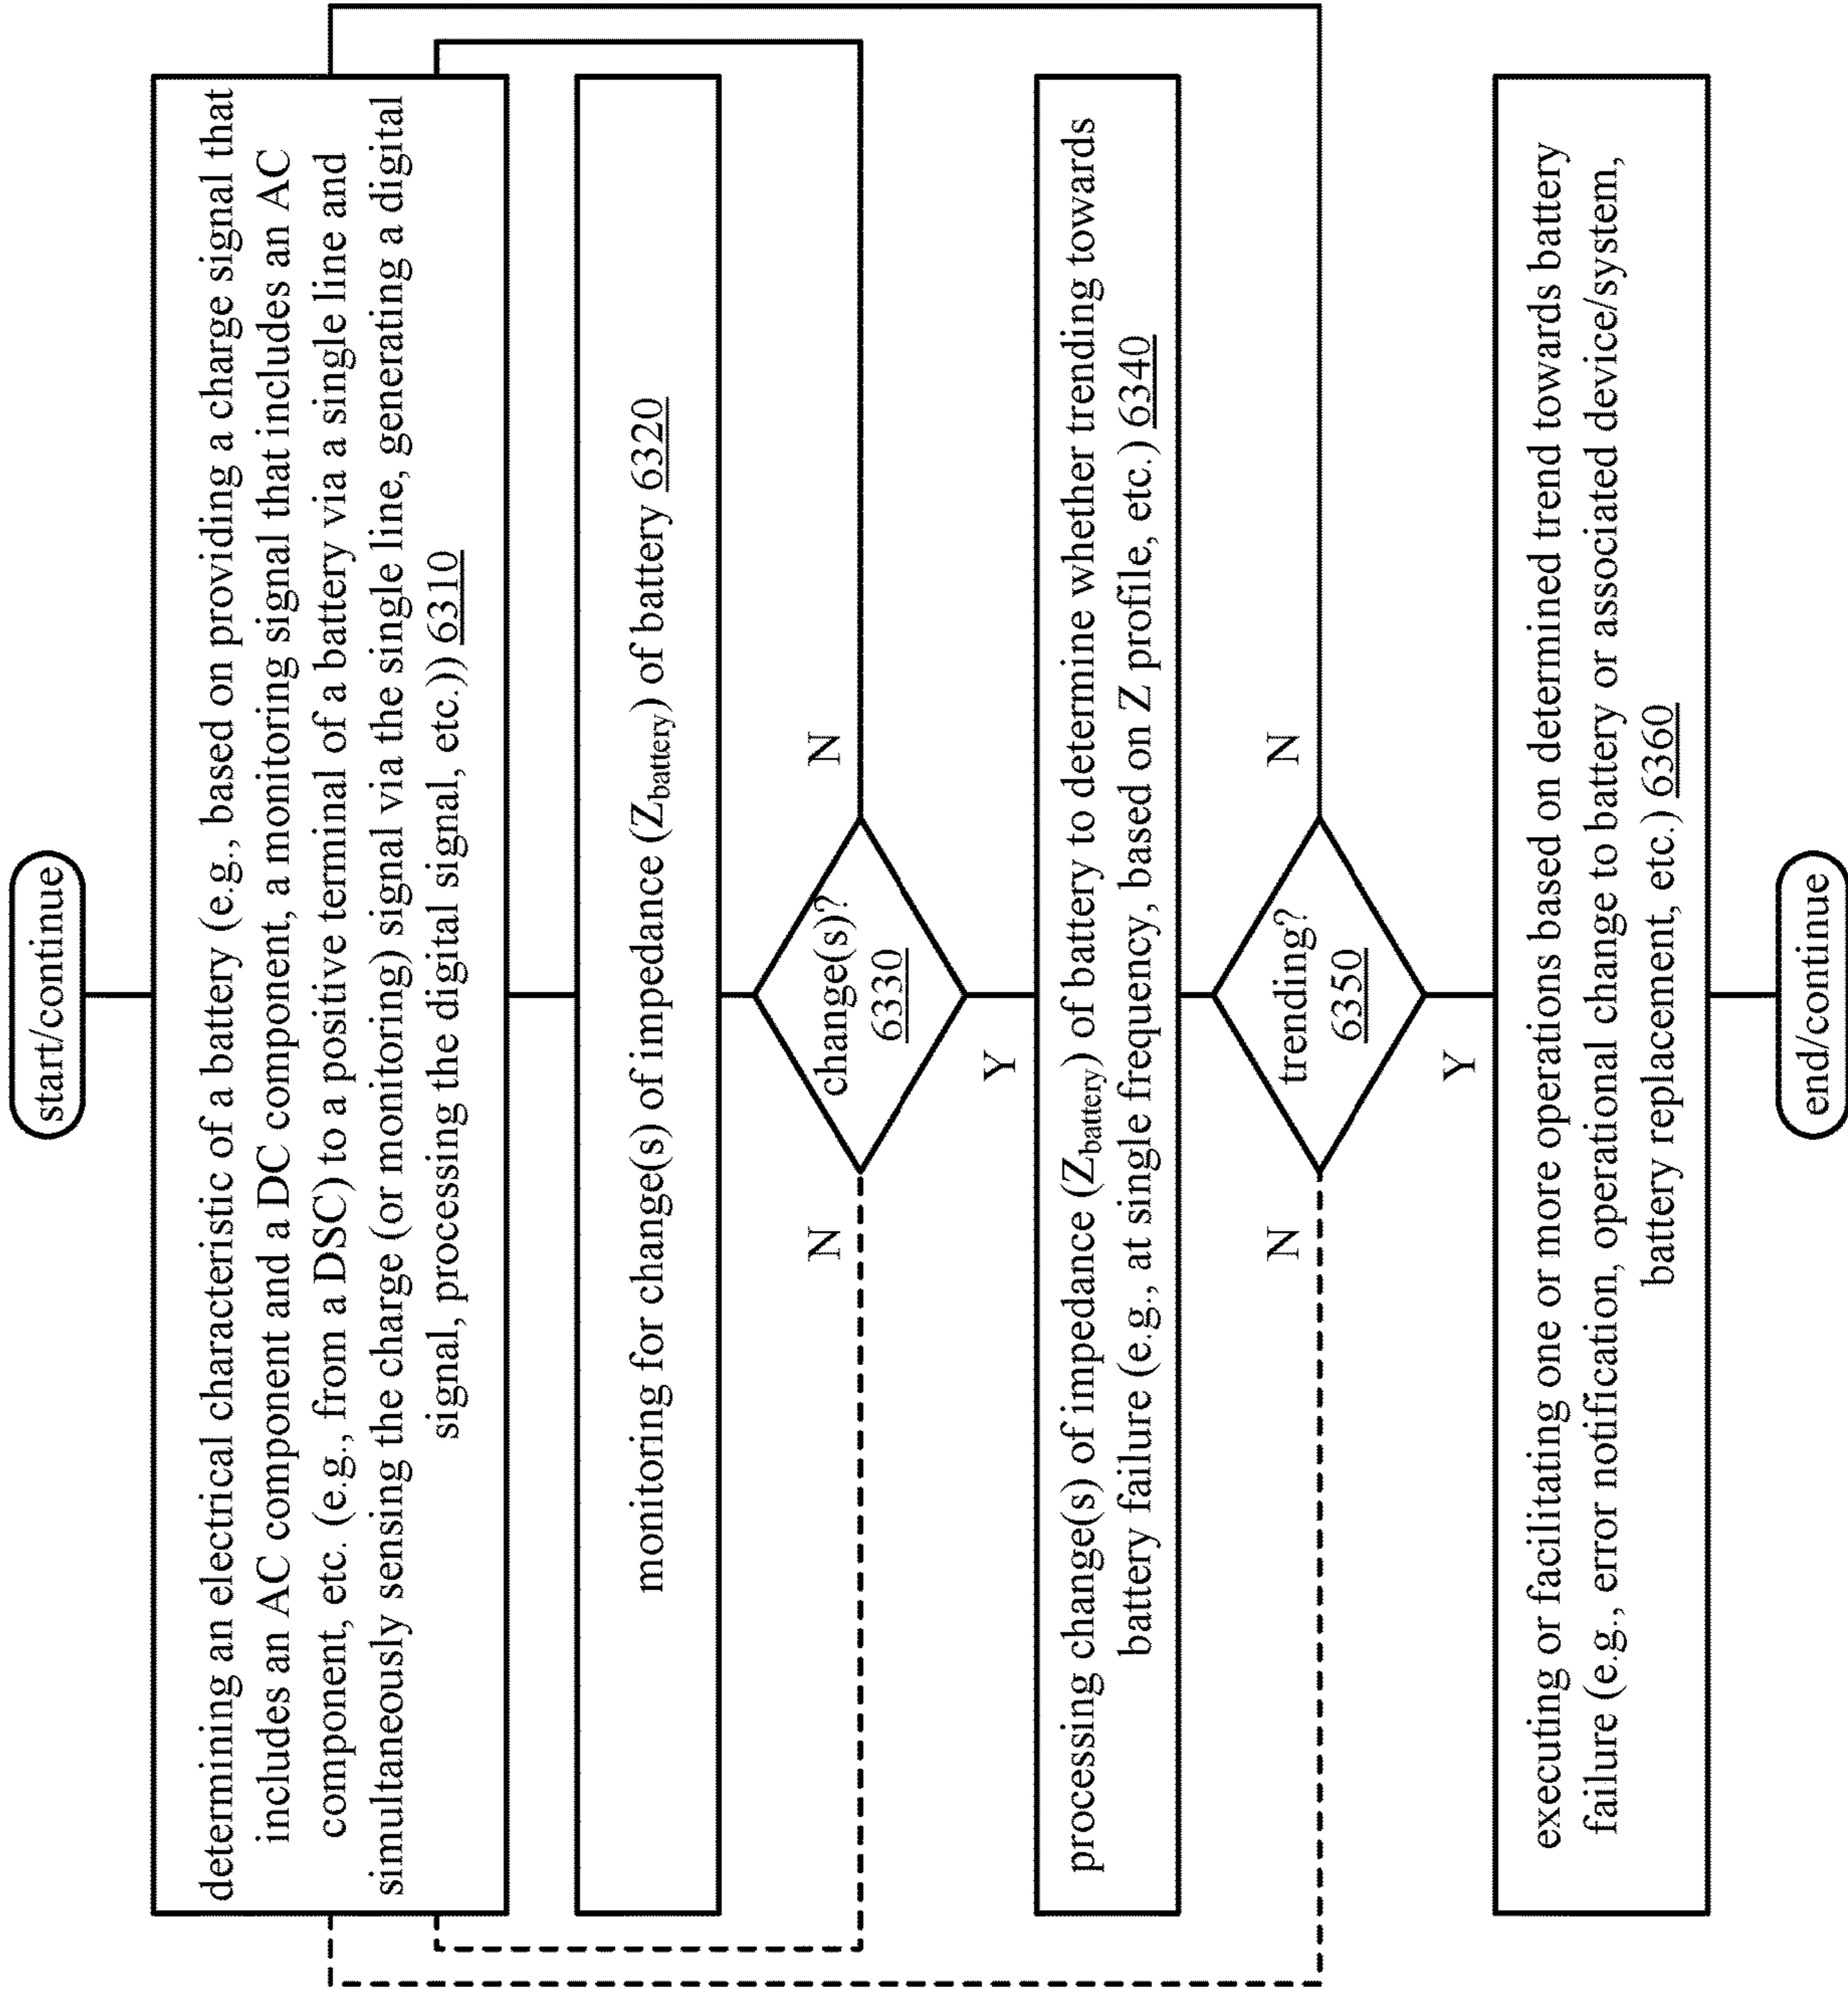 start/continue
determining an electrical characteristic of a battery (e.g., based on providing a charge signal that
includes an AC component and a DC component, a monitoring signal that includes an AC
component, etc. (e.g., from a DSC) to a positive terminal of a battery via a single line and
simultaneously sensing the charge (or monitoring) signal via the single line, generating a digital
signal, processing the digital signal, etc.)) 6310
monitoring for change(s) of impedance (Zbattery) of battery 6320
change(s)?
6330
N
N
Y
processing change(s) of impedance (Zbattery) of battery to determine whether trending towards
battery failure (e.g., at single frequency, based on Z profile, etc.) 6340
trending?
6350
N
N
Y
executing or facilitating one or more operations based on determined trend towards battery
failure (e.g., error notification, operational change to battery or associated device/system,
battery replacement, etc.) 6360
end/continue